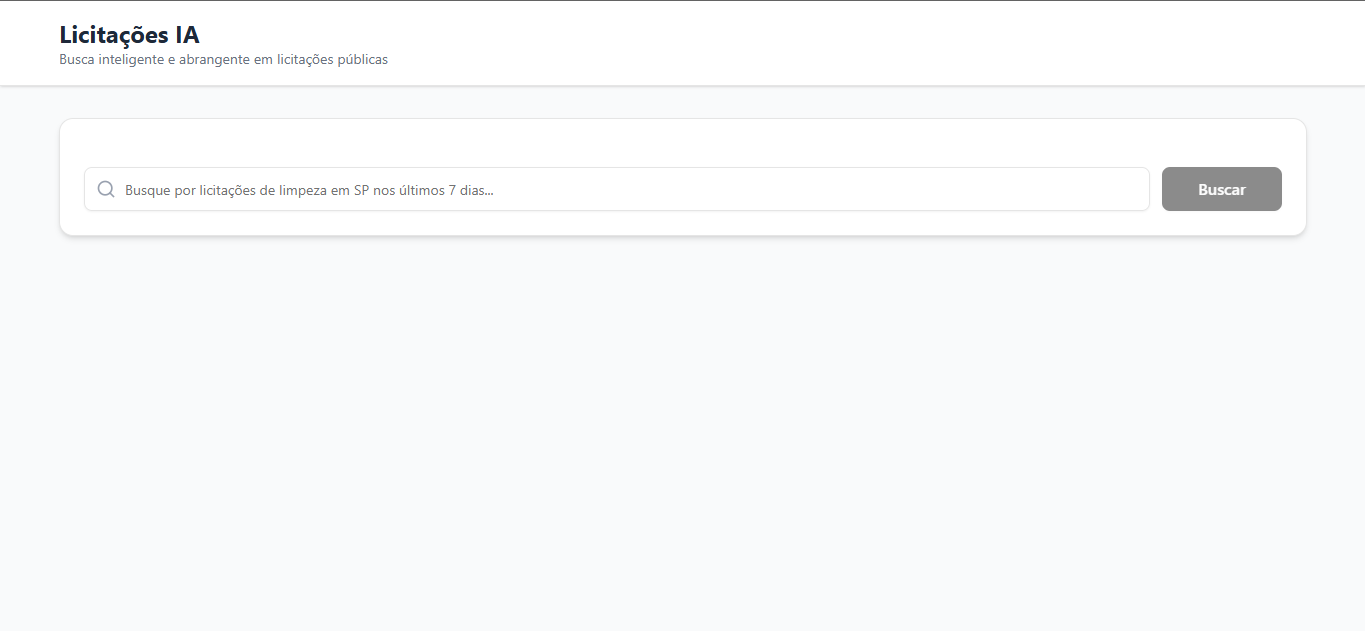 Licitações IA
Busca inteligente e abrangente em licitações públicas
Busque por licitações de limpeza em SP nos últimos 7 dias...
Buscar